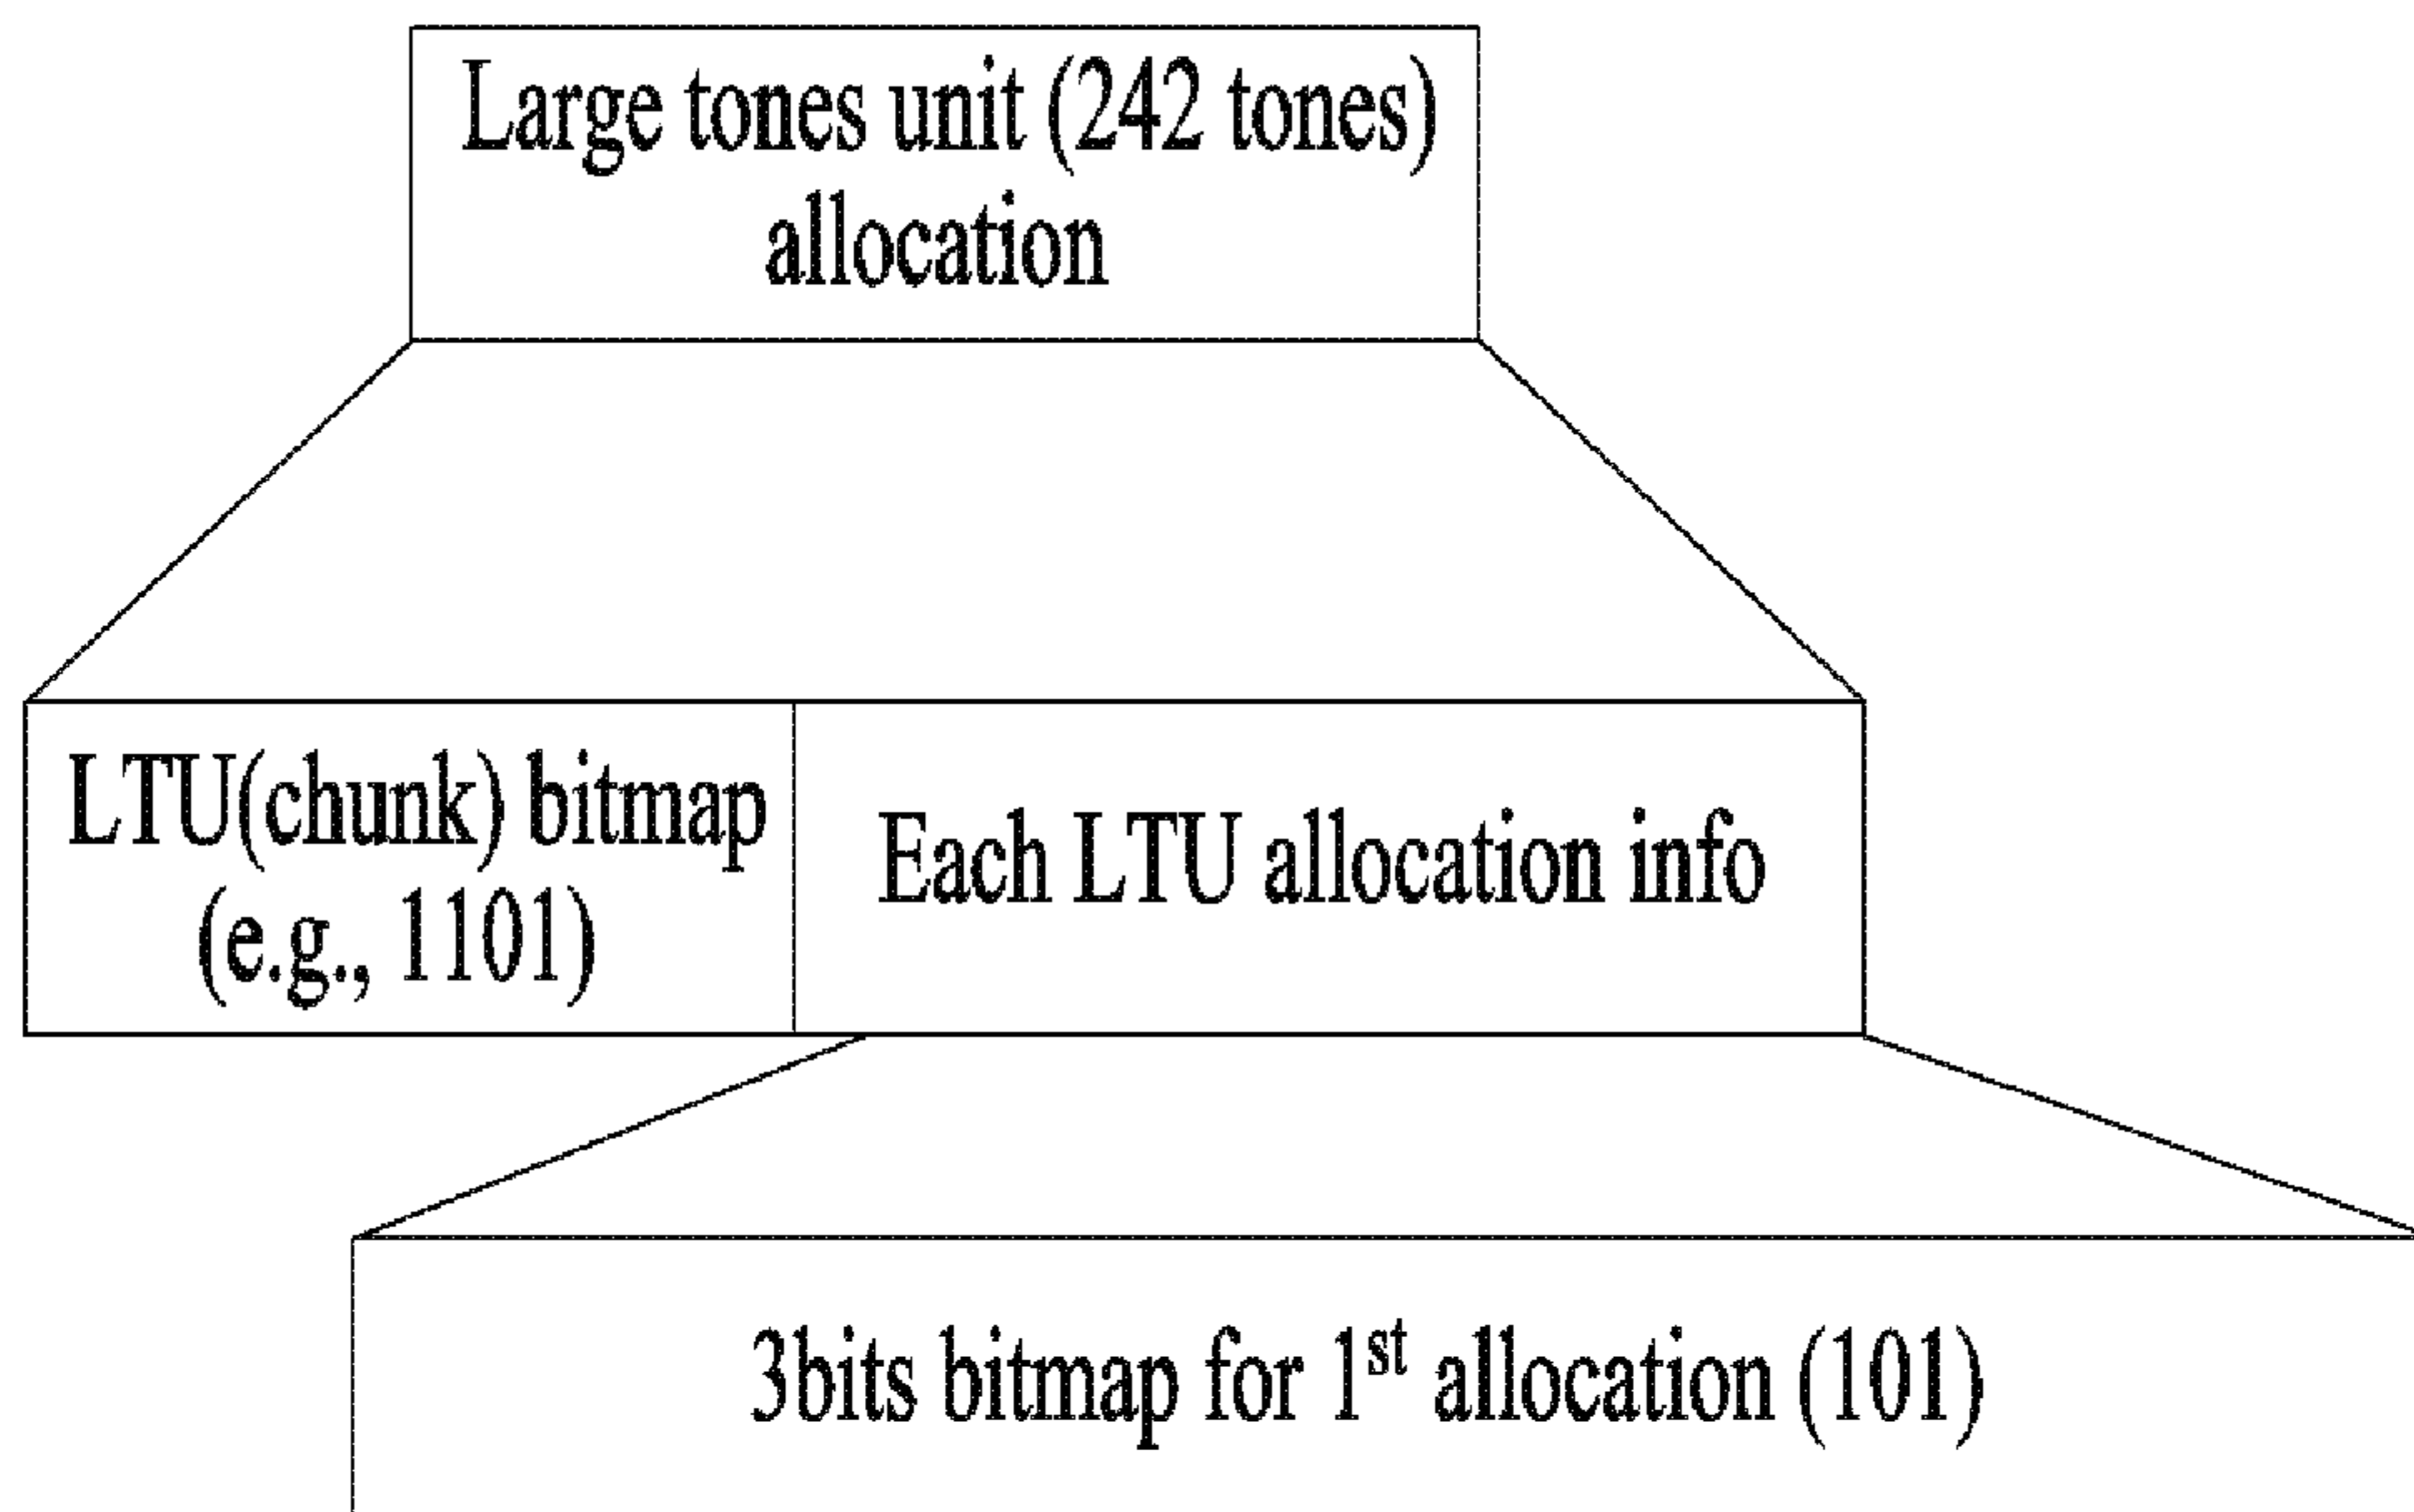 Large tones unit (242 tones)
allocation
LTU(chunk) bitmap
(e.g., 1101)
Each LTU allocation info
3bits bitmap for 1st allocation (101)